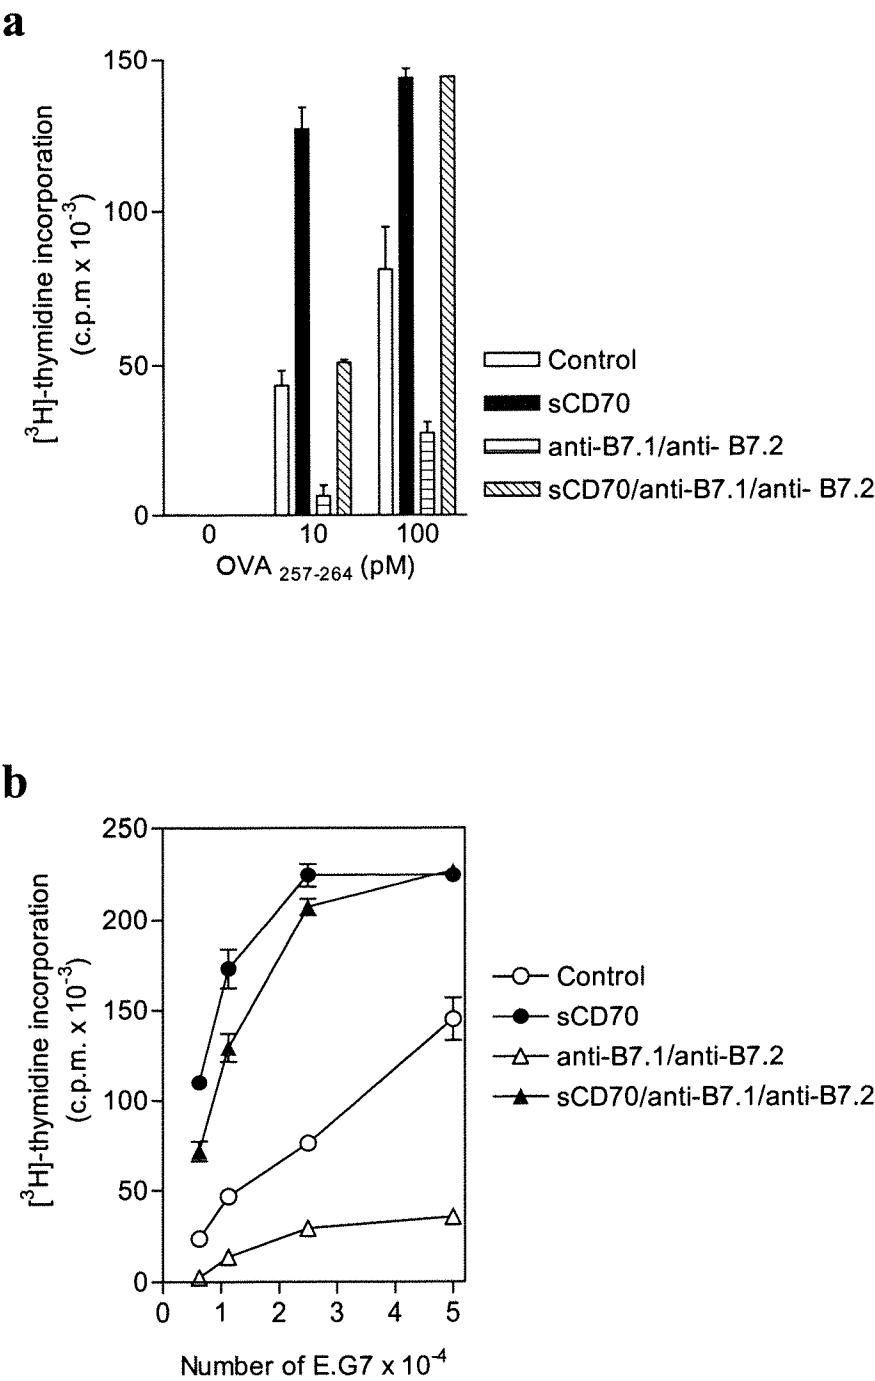 a
[³H]-thymidine incorporation
(c.p.m x 10⁻³)
150
100
50
0
0 10 100
OVA 257-264 (pM)
Control
sCD70
anti-B7.1/anti- B7.2
sCD70/anti-B7.1/anti- B7.2
b
[³H]-thymidine incorporation
(c.p.m. x 10⁻³)
250
200
150
100
50
0
0 1 2 3 4 5
Number of E.G7 x 10⁻⁴
Control
sCD70
anti-B7.1/anti-B7.2
sCD70/anti-B7.1/anti-B7.2